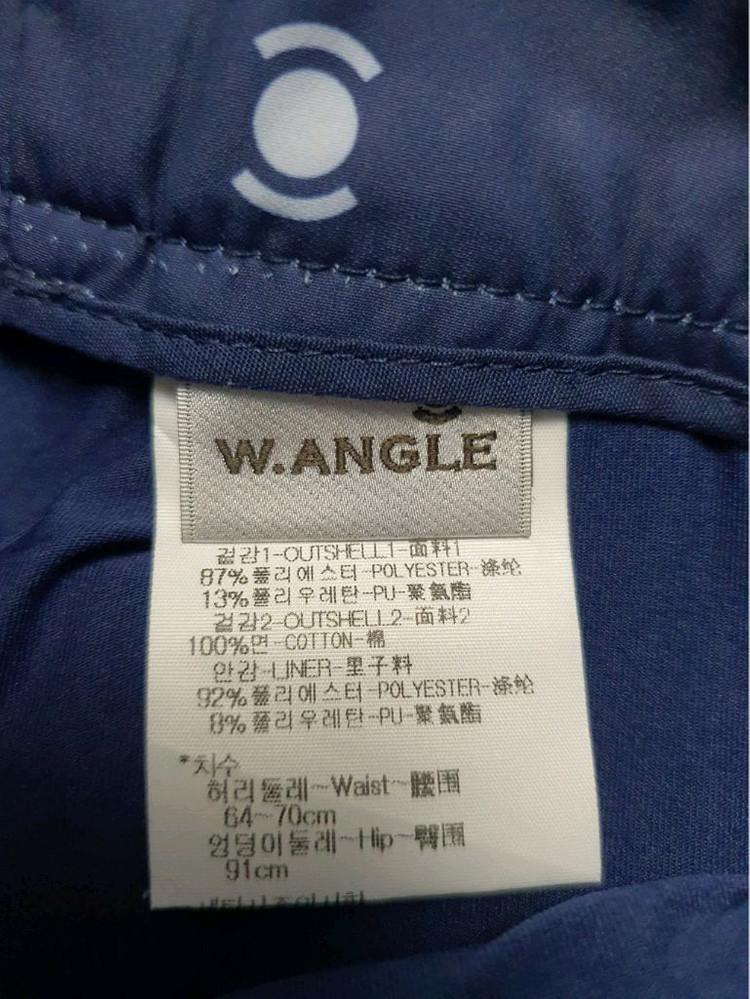 W.ANGLE
겉감1-OUTSHELL1-面料1
87%폴리에스터-POLYESTER-涤纶
13%폴리우레탄-PU-聚氨酯
겉감2-OUTSHELL2-面料2
100%면-COTTON-棉
안감-LINER-里子料
92%폴리에스터-POLYESTER-涤纶
8%폴리우레탄-PU-聚氨酯
*치수
허리둘레~Waist~腰围
64~70cm
엉덩이둘레~Hip~臀围
91cm